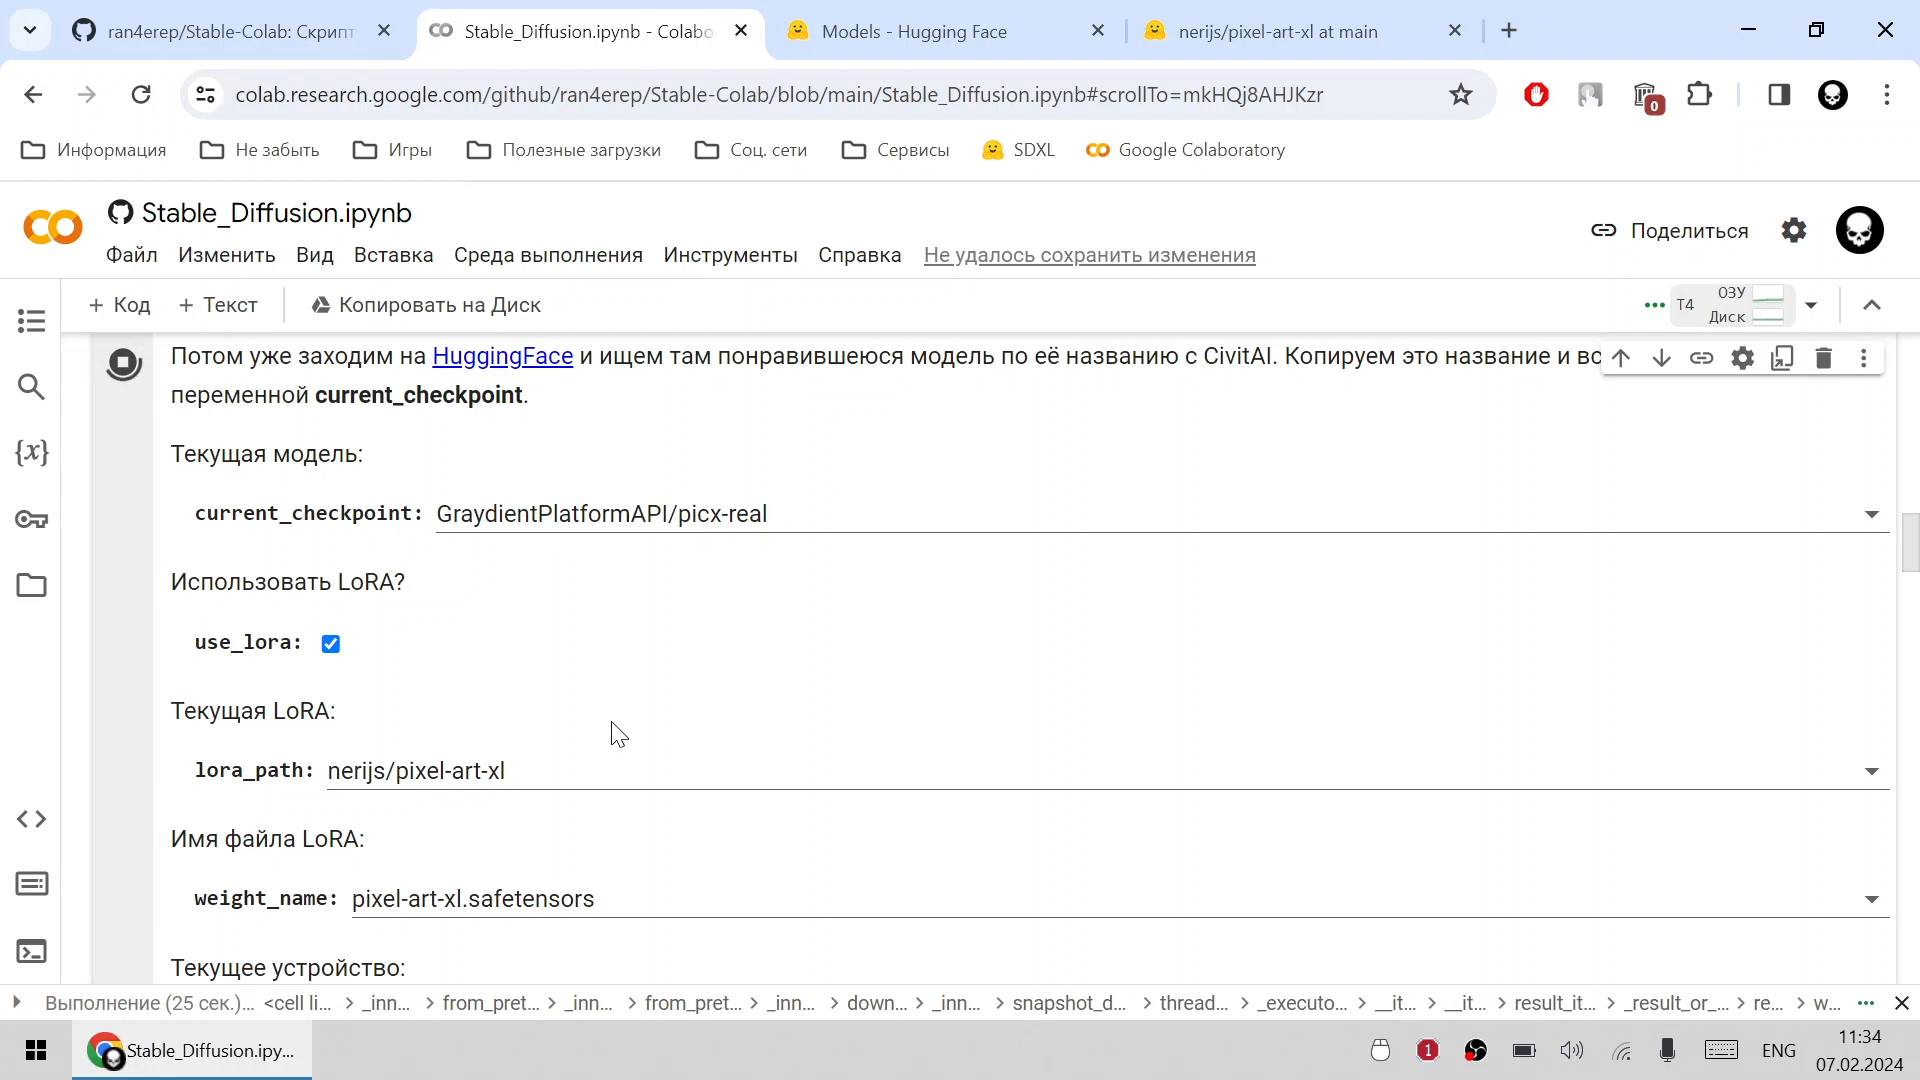 ran4erep/Stable-Colab: Скрипт
Stable_Diffusion.ipynb - Colabo
Models - Hugging Face
nerijs/pixel-art-xl at main
colab.research.google.com/github/ran4erep/Stable-Colab/blob/main/Stable_Diffusion.ipynb#scrollTo=mkHQj8AHJKzr
0
Информация
Не забыть
Игры
Полезные загрузки
Соц. сети
Сервисы
SDXL
Google Colaboratory
Stable_Diffusion.ipynb
Поделиться
Файл Изменить Вид Вставка Среда выполнения Инструменты Справка Не удалось сохранить изменения
+ Код + Текст Копировать на Диск
T4 ОЗУ
Диск
Потом уже заходим на HuggingFace и ищем там понравившеюся модель по её названию с CivitAI. Копируем это название и вс
переменной current_checkpoint.
Текущая модель:
current_checkpoint: GraydientPlatformAPI/picx-real
Использовать LoRA?
use_lora:
Текущая LoRA:
lora_path: nerijs/pixel-art-xl
Имя файла LoRA:
weight_name: pixel-art-xl.safetensors
Текущее устройство:
Выполнение (25 сек.)... <cell li... > _inn... > from_pret... > _inn... > from_pret... > _inn... > down... > _inn... > snapshot_d... > thread... > _executo... > __it... > __it... > result_it... > _result_or_... > re... > w... ...
Stable_Diffusion.ipy...
1
ENG
11:34
07.02.2024